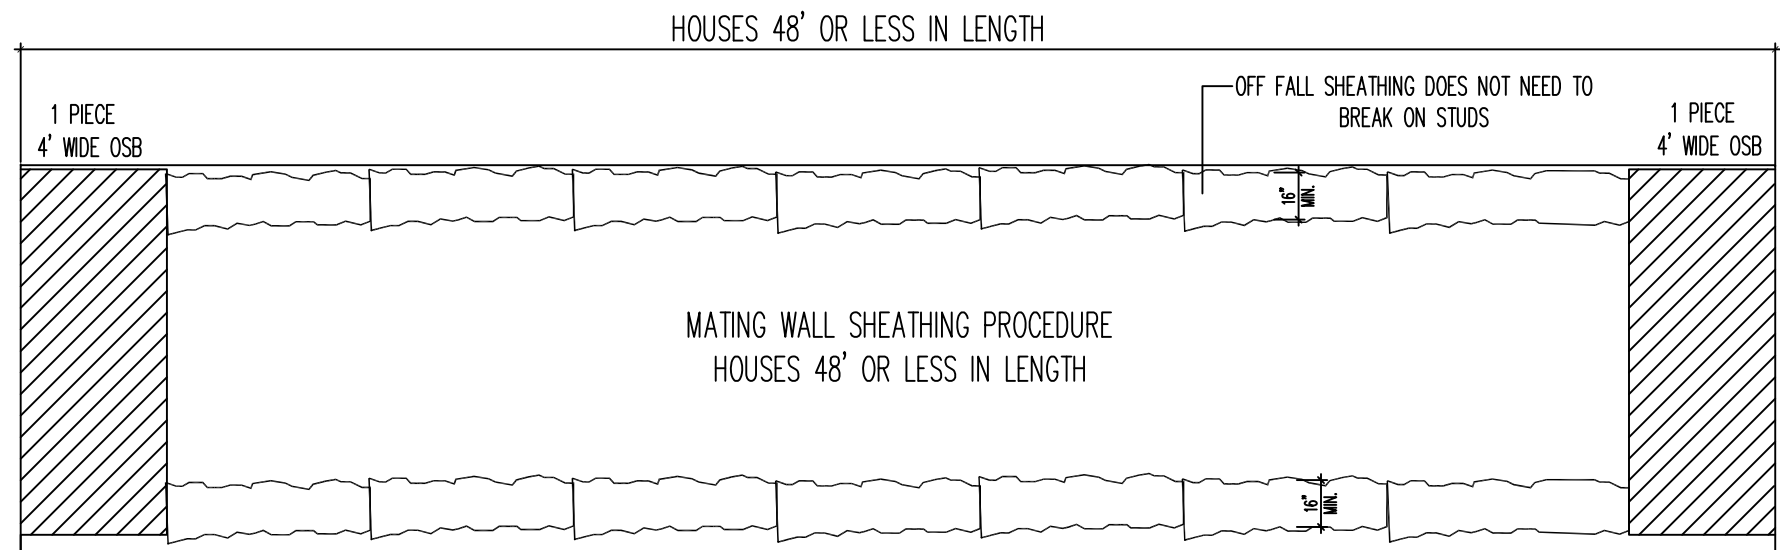 HOUSES 48' OR LESS IN LENGTH
1 PIECE
4' WIDE OSB
OFF FALL SHEATHING DOES NOT NEED TO
BREAK ON STUDS
1 PIECE
4' WIDE OSB
16"
MIN.
MATING WALL SHEATHING PROCEDURE
HOUSES 48' OR LESS IN LENGTH
16"
MIN.